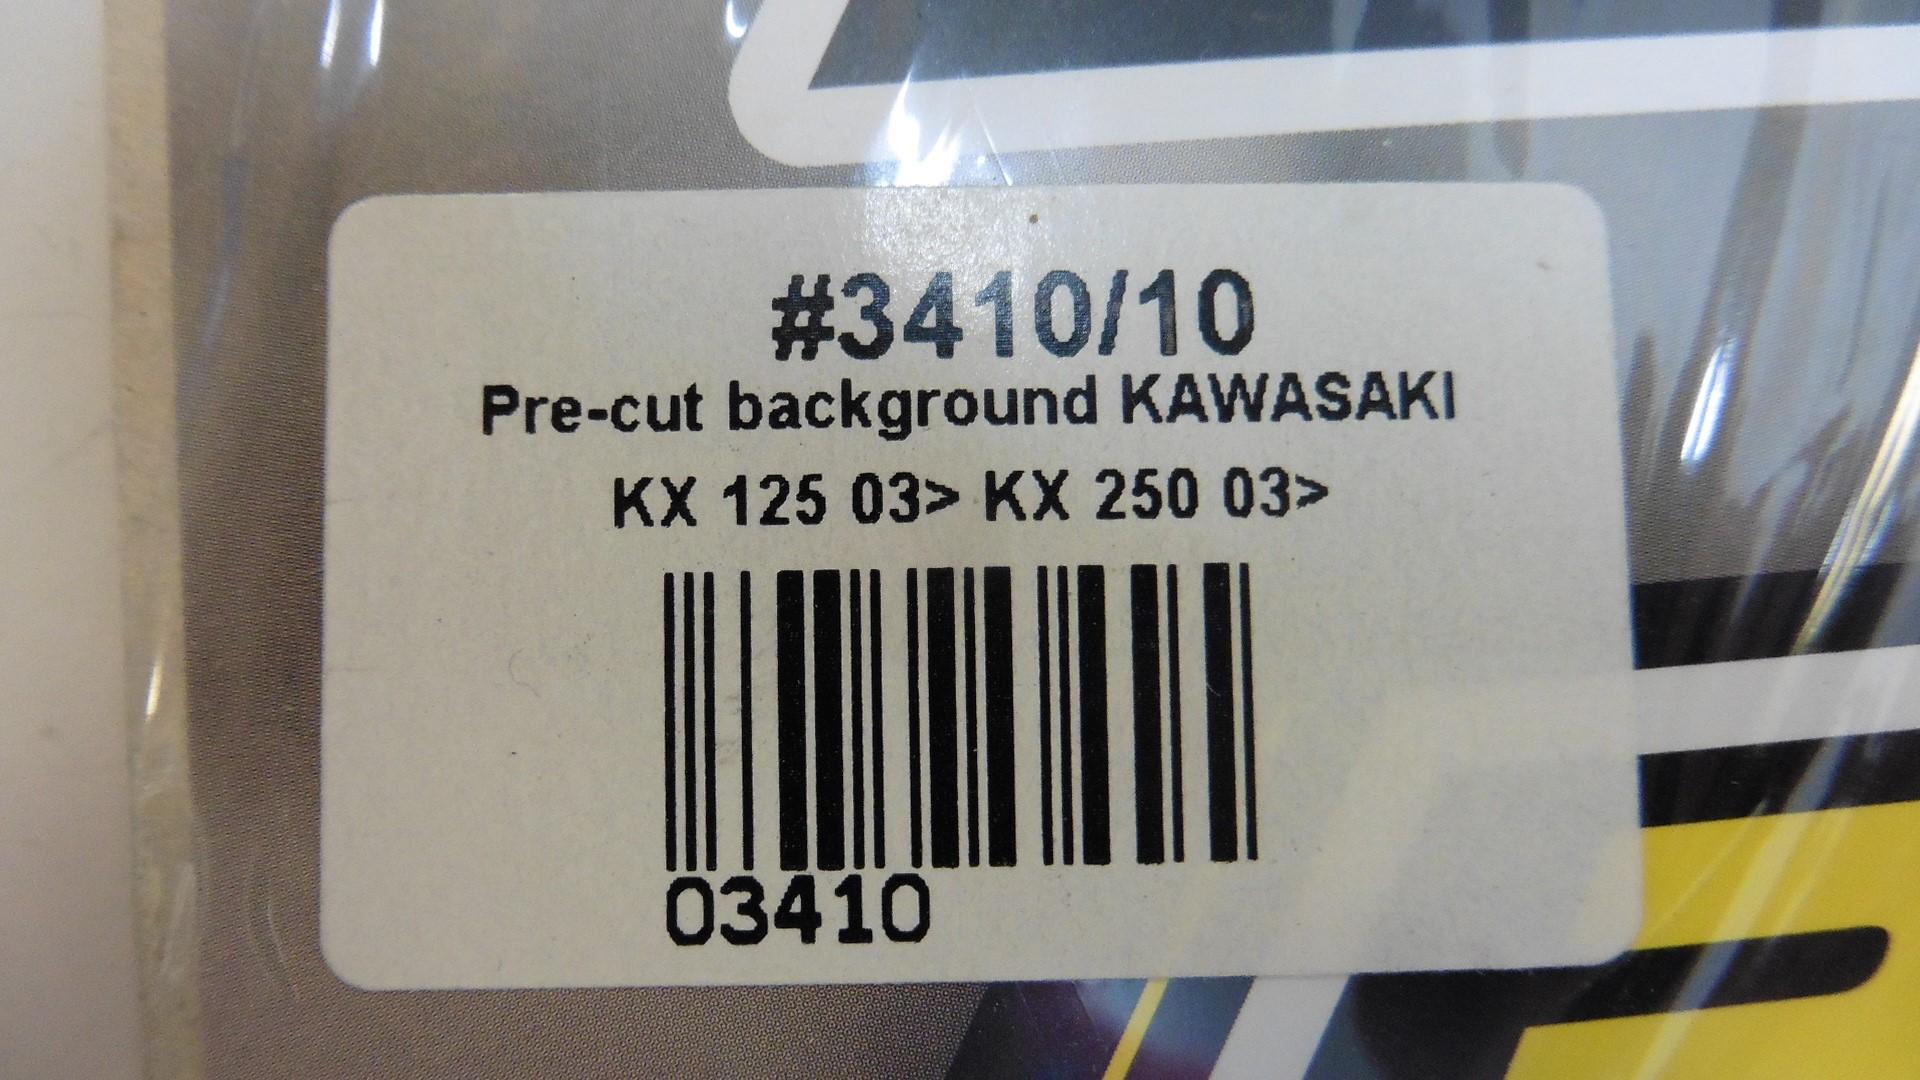 #3410/10
Pre-cut background KAWASAKI
KX 125 03> KX 250 03>
03410